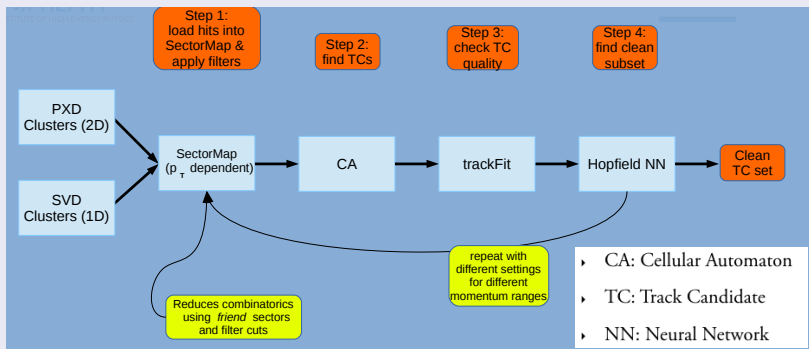 Step 1:
load hits into
SectorMap &
apply filters
Step 2:
find TCs
Step 3:
check TC
quality
Step 4:
find clean
subset
PXD
Clusters (2D)
SVD
Clusters (1D)
SectorMap
(p T dependent)
CA
trackFit
Hopfield NN
Clean
TC set
Reduces combinatorics
using friend sectors
and filter cuts
repeat with
different settings
for different
momentum ranges
‣ CA: Cellular Automaton
‣ TC: Track Candidate
‣ NN: Neural Network